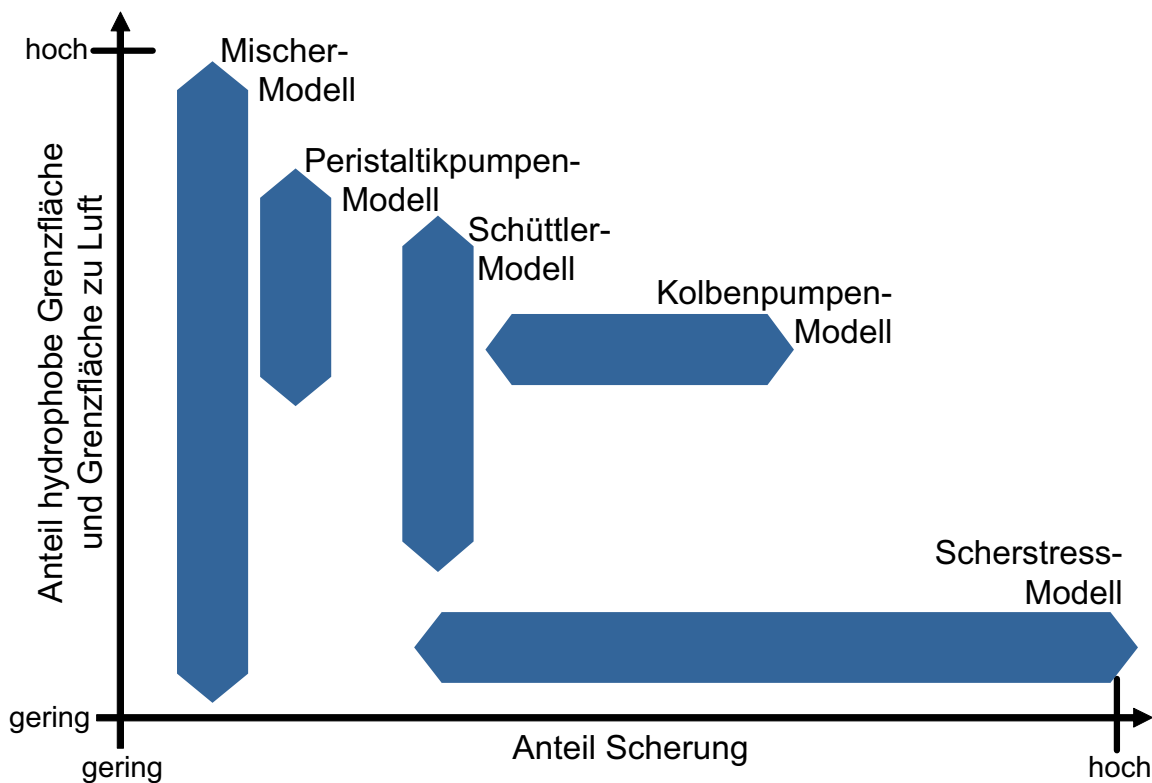 hoch
Mischer-
Modell
Peristaltikpumpen-
Modell
Schüttler-
Modell
Kolbenpumpen-
Modell
Scherstress-
Modell
Anteil hydrophobe Grenzfläche
und Grenzfläche zu Luft
gering
gering
Anteil Scherung
hoch